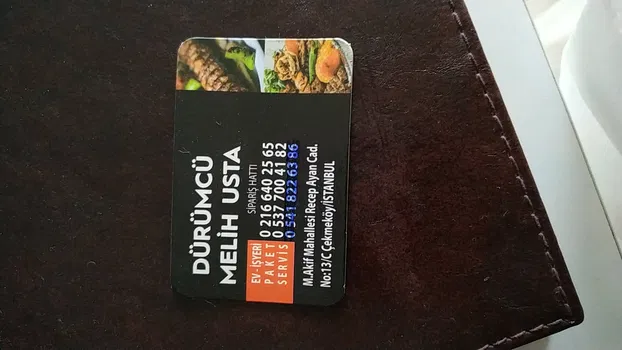 DÜRÜMCÜ
MELİH USTA
SİPARİŞ HATTI
EV - İŞYERİ
PAKET
SERVİS
0 216 640 25 65
0 537 700 41 82
0 541 822 63 86
M.Akif Mahallesi Recep Ayan Cad.
No:13/C Çekmeköy/İSTANBUL